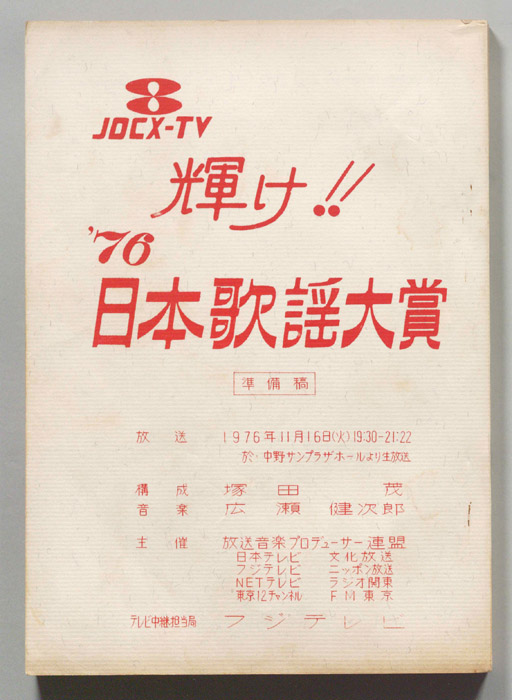 8
JOCX-TV
輝け!!
'76
日本歌謡大賞
準備稿
放送 1976年11月16日(火)19:30-21:22
於・中野サンプラザホールより生放送
構成 塚田 茂
音楽 広瀬 健次郎
主催 放送音楽プロデューサー連盟
日本テレビ 文化放送
フジテレビ ニッポン放送
NETテレビ ラジオ関東
東京12チャンネル FM東京
テレビ中継担当局 フジテレビ